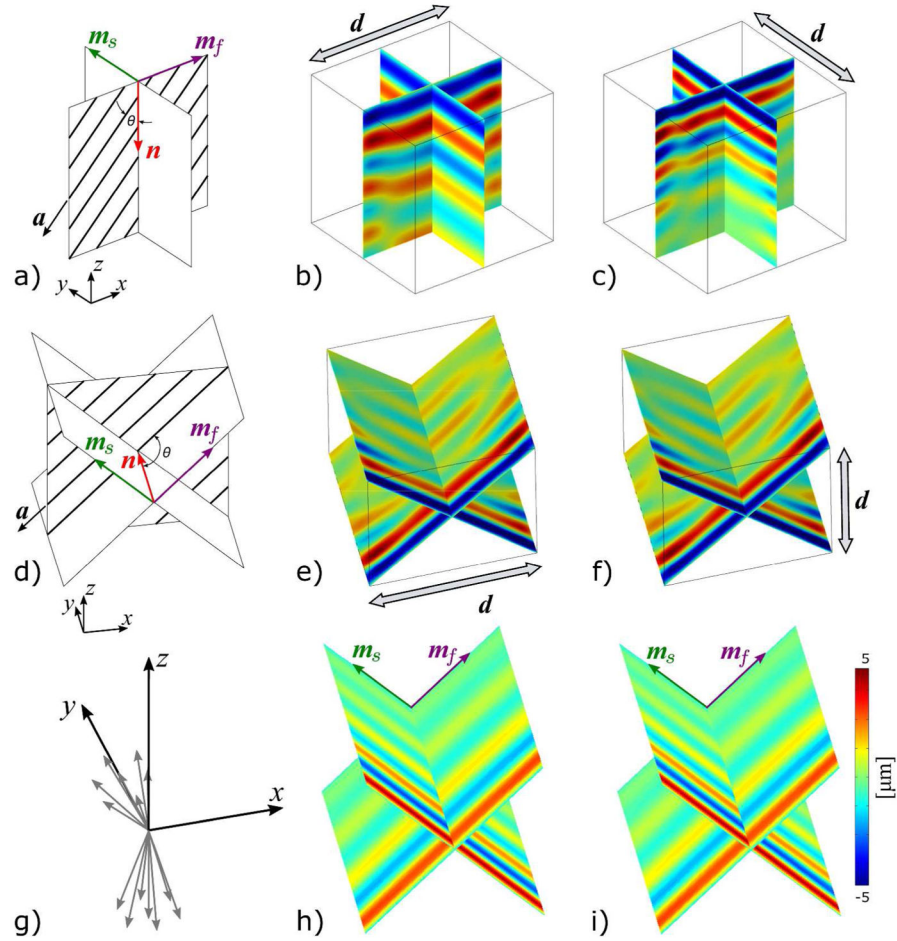 m_s m_f d d
θ
n
a
a) z y x b) c)
m_s n θ m_f
a d
d) e) d f)
z y x
z m_s m_f m_s m_f
y 5
x [µm]
-5
g) h) i)